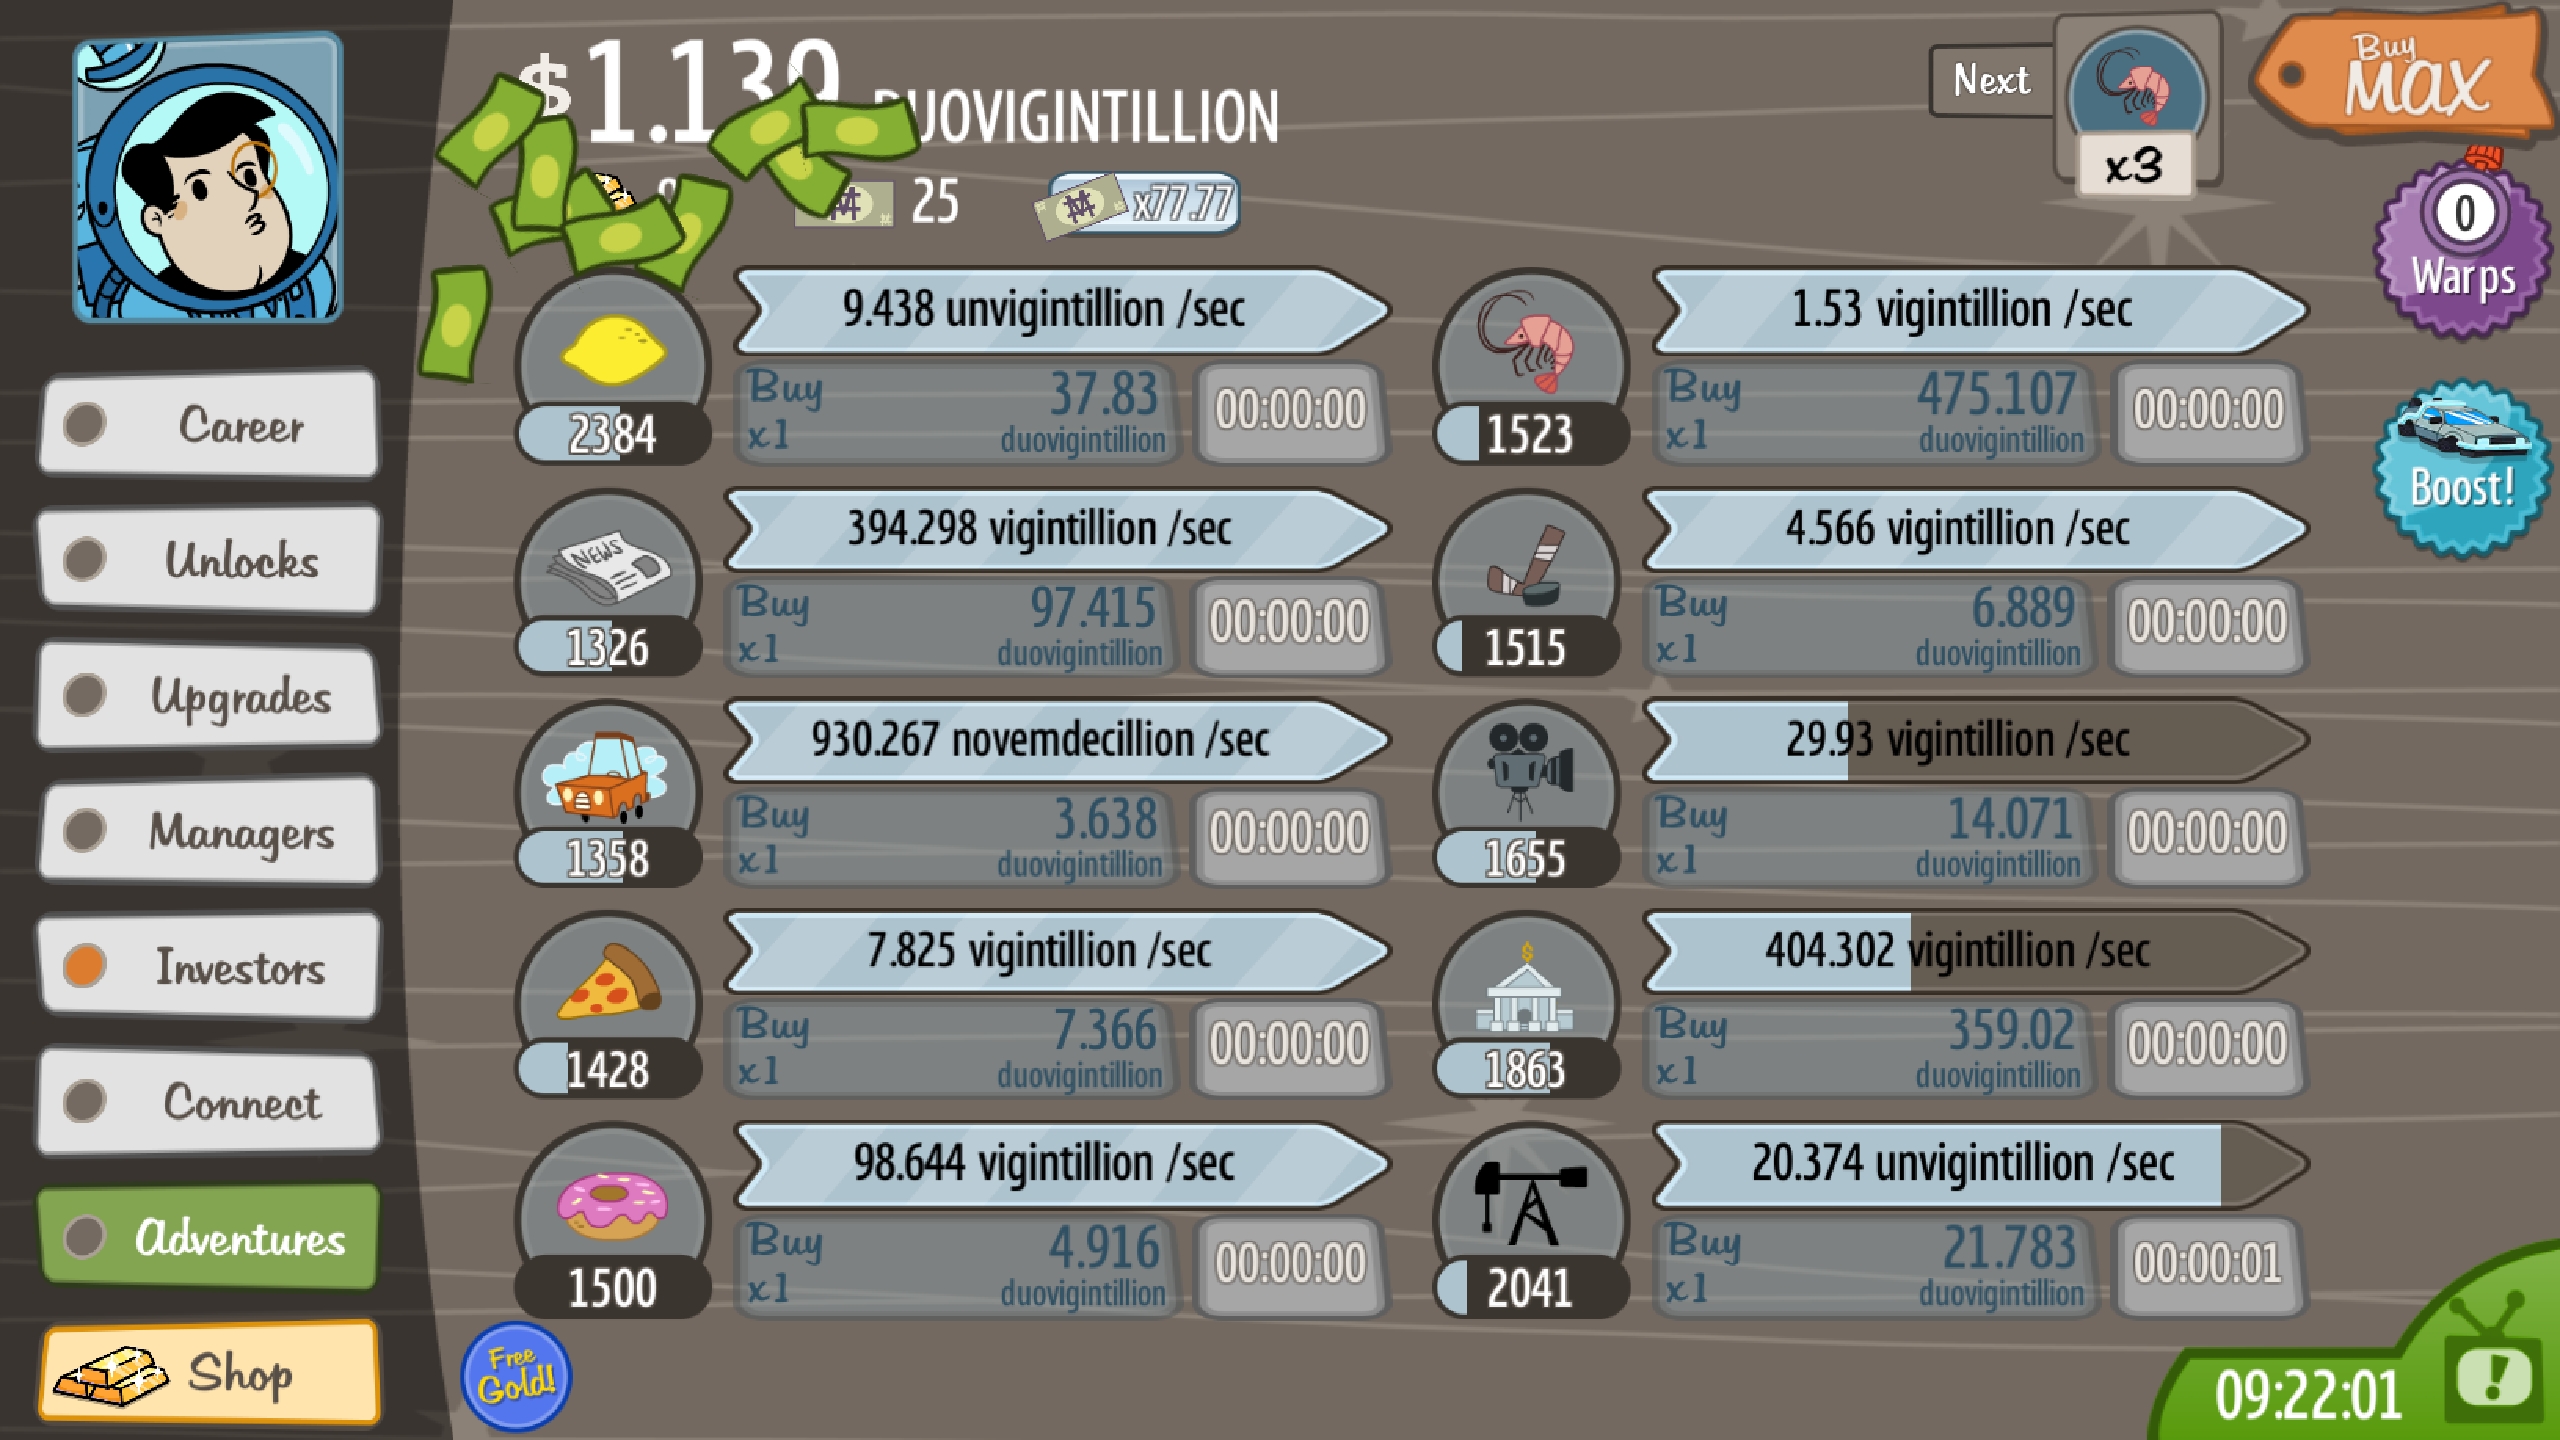 $1.139 DUOVIGINTILLION
25
x77.77
Next
x3
Buy
MAX
0
Warps
Boost!
Career
Unlocks
Upgrades
Managers
Investors
Connect
Adventures
Shop
9.438 unvigintillion /sec
2384
Buy
x1
37.83
duovigintillion
00:00:00
1.53 vigintillion /sec
1523
Buy
x1
475.107
duovigintillion
00:00:00
394.298 vigintillion /sec
NEWS
1326
Buy
x1
97.415
duovigintillion
00:00:00
4.566 vigintillion /sec
1515
Buy
x1
6.889
duovigintillion
00:00:00
930.267 novemdecillion /sec
1358
Buy
x1
3.638
duovigintillion
00:00:00
29.93 vigintillion /sec
1655
Buy
x1
14.071
duovigintillion
00:00:00
7.825 vigintillion /sec
1428
Buy
x1
7.366
duovigintillion
00:00:00
404.302 vigintillion /sec
$
1863
Buy
x1
359.02
duovigintillion
00:00:00
98.644 vigintillion /sec
1500
Buy
x1
4.916
duovigintillion
00:00:00
20.374 unvigintillion /sec
2041
Buy
x1
21.783
duovigintillion
00:00:01
Free
Gold!
09:22:01
!